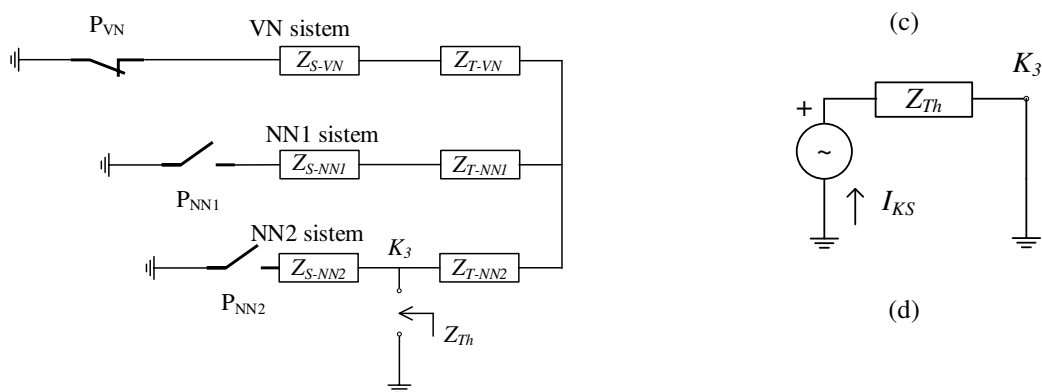 P_VN
VN sistem
Z_S-VN
Z_T-VN
NN1 sistem
Z_S-NN1
Z_T-NN1
P_NN1
NN2 sistem
K_3
Z_S-NN2
Z_T-NN2
P_NN2
Z_Th
(c)
K_3
+
Z_Th
~
I_KS
(d)